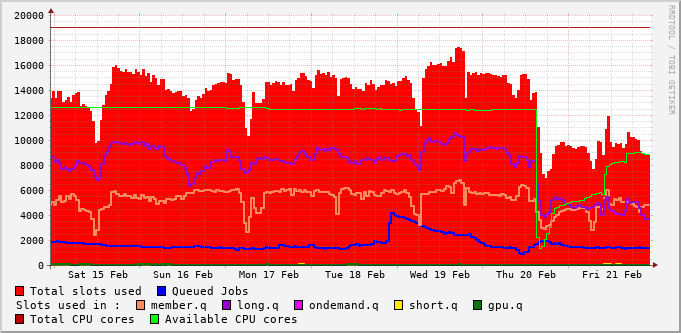 RRDTOOL / TOBI OETIKER
20000
18000
16000
14000
12000
10000
8000
6000
4000
2000
0
Sat 15 Feb Sun 16 Feb Mon 17 Feb Tue 18 Feb Wed 19 Feb Thu 20 Feb Fri 21 Feb
Total slots used Queued Jobs
Slots used in : member.q long.q ondemand.q short.q gpu.q
Total CPU cores Available CPU cores